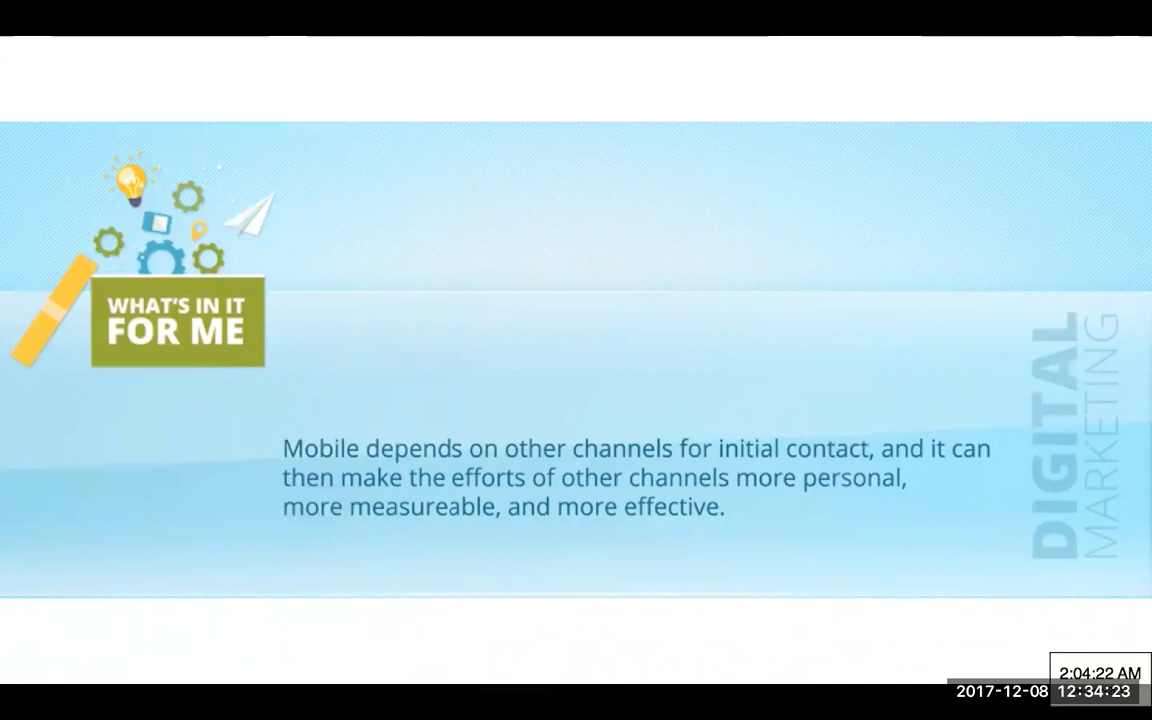 WHAT'S IN IT
FOR ME
Mobile depends on other channels for initial contact, and it can
then make the efforts of other channels more personal,
more measureable, and more effective.
DIGITAL
MARKETING
2:04:22 AM
2017-12-08 12:34:23